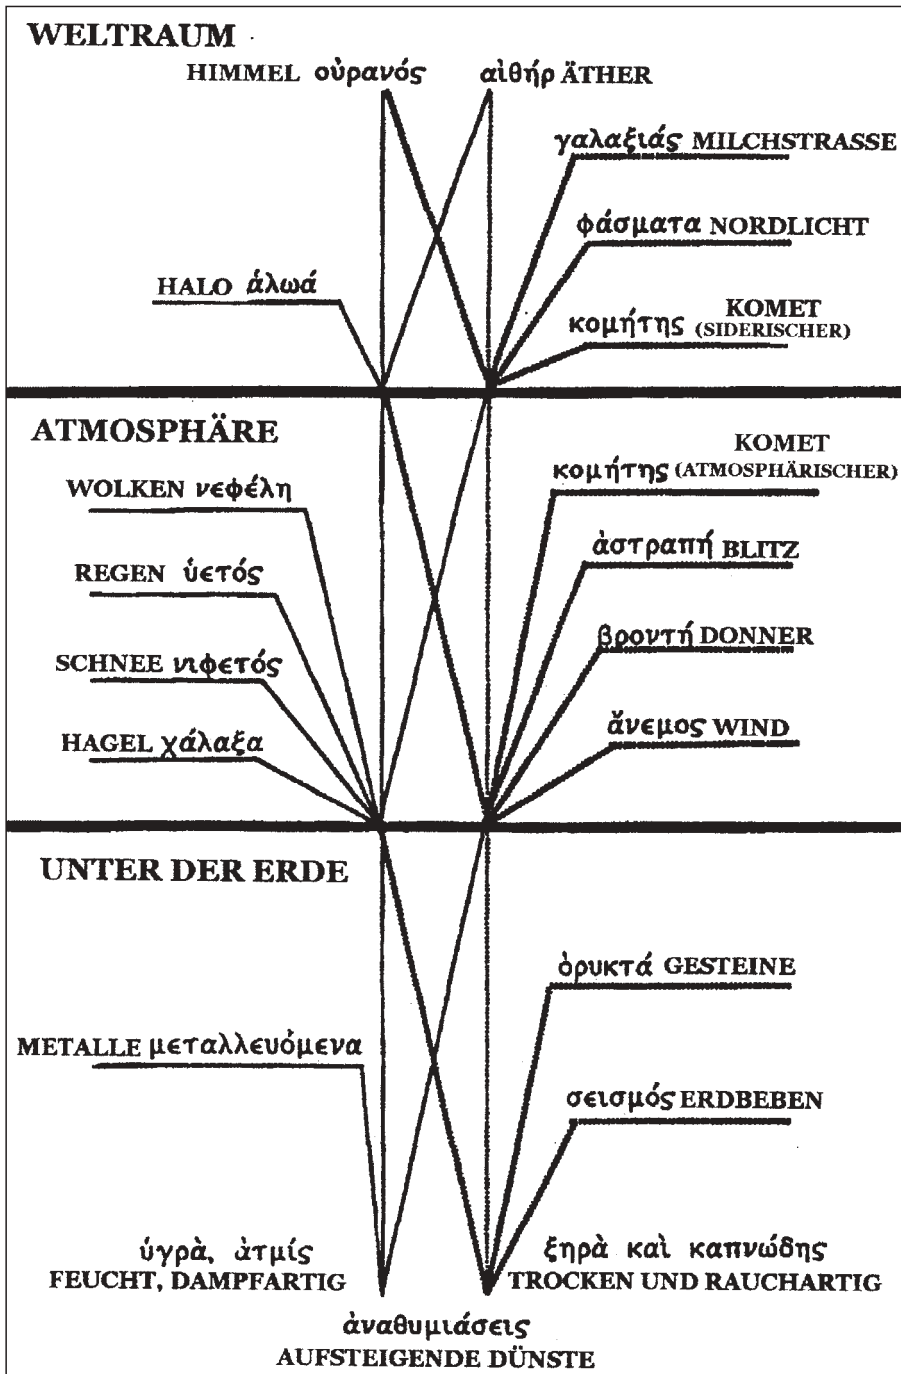 WELTRAUM
HIMMEL οὐρανός
αἰθήρ ÄTHER
γαλαξιάς MILCHSTRASSE
φάσματα NORDLICHT
HALO ἁλωά
KOMET
κομήτης (SIDERISCHER)
ATMOSPHÄRE
KOMET
κομήτης (ATMOSPHÄRISCHER)
WOLKEN νεφέλη
ἀστραπή BLITZ
REGEN ὑετός
βροντή DONNER
SCHNEE νιφετός
ἄνεμος WIND
HAGEL χάλαξα
UNTER DER ERDE
ὀρυκτά GESTEINE
METALLE μεταλλευόμενα
σεισμός ERDBEBEN
ὑγρὰ, ἀτμίς
FEUCHT, DAMPFARTIG
ξηρὰ καὶ καπνώδης
TROCKEN UND RAUCHARTIG
ἀναθυμιάσεις
AUFSTEIGENDE DÜNSTE